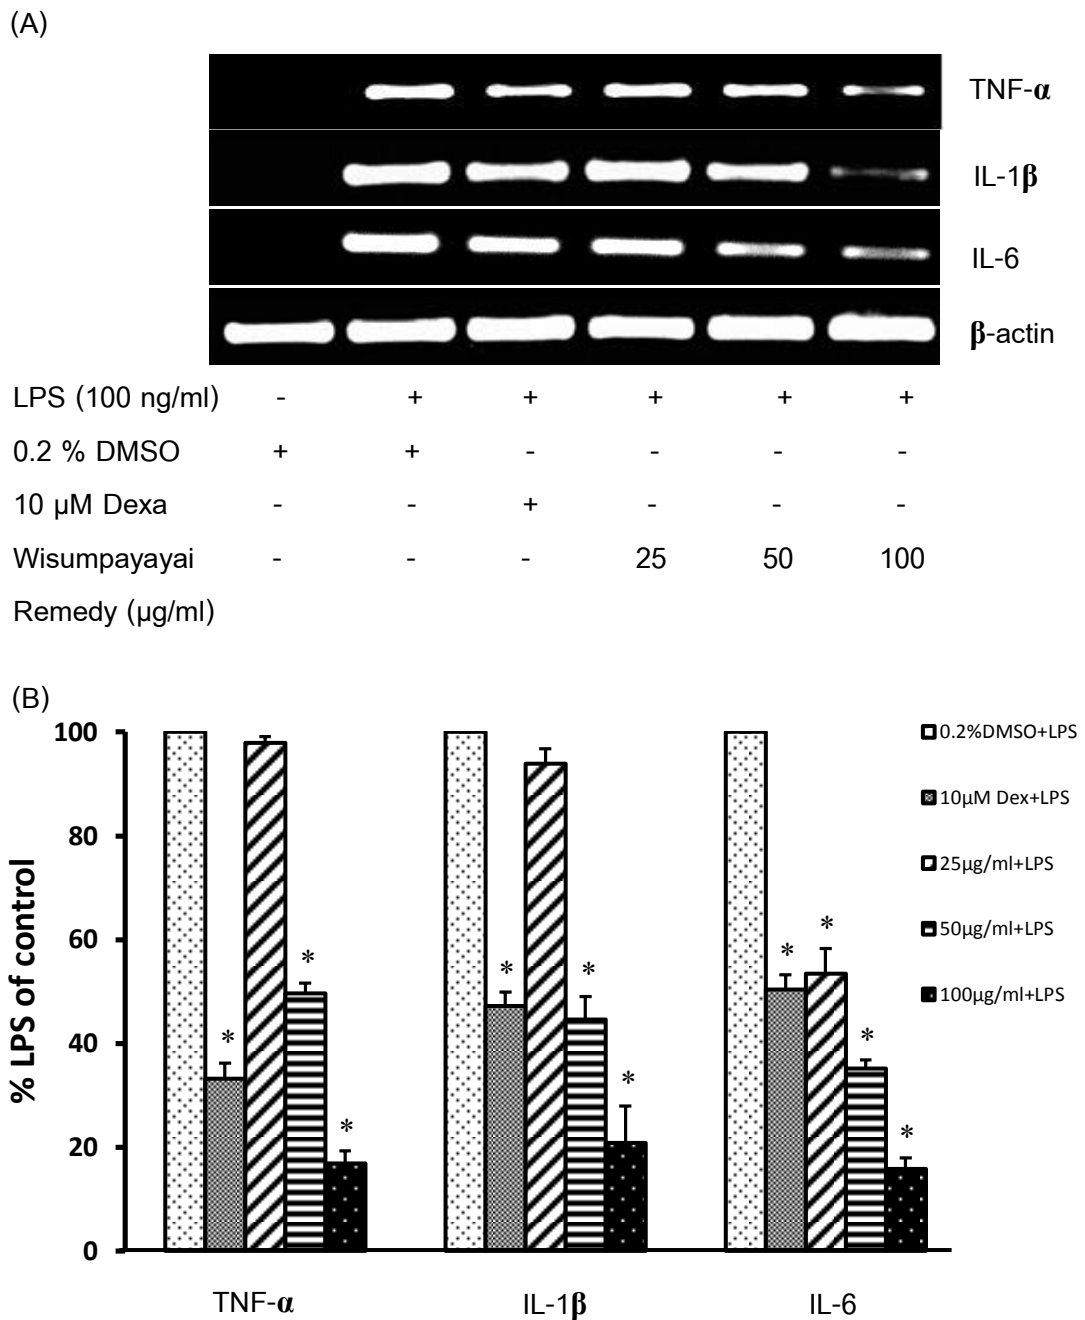 (A)
TNF-α
IL-1β
IL-6
β-actin
LPS (100 ng/ml) - + + + + +
0.2 % DMSO + + - - - -
10 µM Dexa - - + - - -
Wisumpayayai - - - 25 50 100
Remedy (µg/ml)
(B)
% LPS of control
100
80
60
40
20
0
* * *
* * *
* * * *
0.2%DMSO+LPS
10µM Dex+LPS
25µg/ml+LPS
50µg/ml+LPS
100µg/ml+LPS
TNF-α IL-1β IL-6